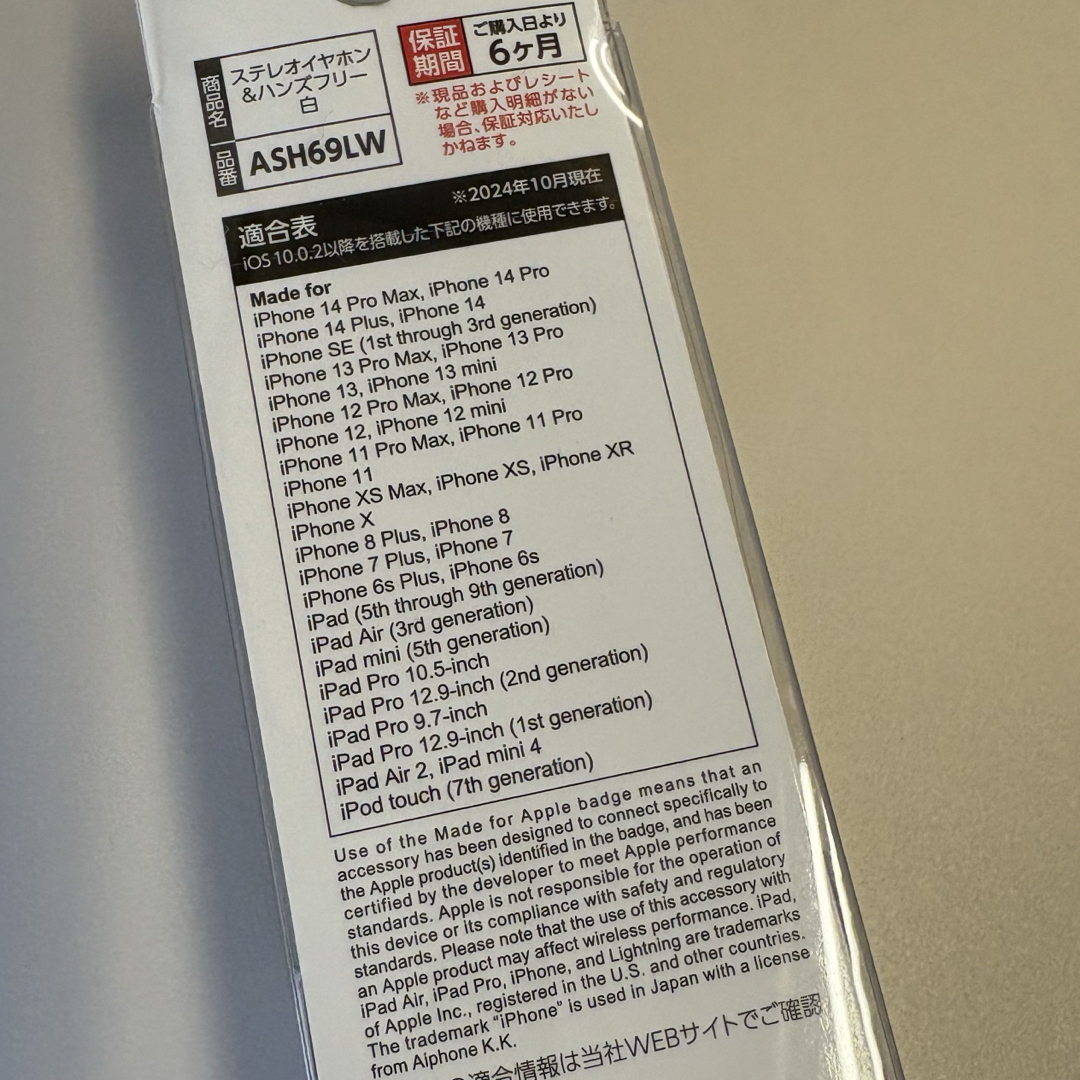 商品名
ステレオイヤホン
&ハンズフリー
白
品番
ASH69LW
保証
期間
ご購入日より
6ヶ月
※現品およびレシート
など購入明細がない
場合、保証対応いたし
かねます。
※2024年10月現在
適合表
iOS 10.0.2以降を搭載した下記の機種に使用できます。
Made for
iPhone 14 Pro Max, iPhone 14 Pro
iPhone 14 Plus, iPhone 14
iPhone SE (1st through 3rd generation)
iPhone 13 Pro Max, iPhone 13 Pro
iPhone 13, iPhone 13 mini
iPhone 12 Pro Max, iPhone 12 Pro
iPhone 12, iPhone 12 mini
iPhone 11 Pro Max, iPhone 11 Pro
iPhone 11
iPhone XS Max, iPhone XS, iPhone XR
iPhone X
iPhone 8 Plus, iPhone 8
iPhone 7 Plus, iPhone 7
iPhone 6s Plus, iPhone 6s
iPad (5th through 9th generation)
iPad Air (3rd generation)
iPad mini (5th generation)
iPad Pro 10.5-inch
iPad Pro 12.9-inch (2nd generation)
iPad Pro 9.7-inch
iPad Pro 12.9-inch (1st generation)
iPad Air 2, iPad mini 4
iPod touch (7th generation)
Use of the Made for Apple badge means that an
accessory has been designed to connect specifically to
the Apple product(s) identified in the badge, and has been
certified by the developer to meet Apple performance
standards. Apple is not responsible for the operation of
this device or its compliance with safety and regulatory
standards. Please note that the use of this accessory with
an Apple product may affect wireless performance. iPad,
iPad Air, iPad Pro, iPhone, and Lightning are trademarks
of Apple Inc., registered in the U.S. and other countries.
The trademark "iPhone" is used in Japan with a license
from Aiphone K.K.
適合情報は当社WEBサイトでご確認